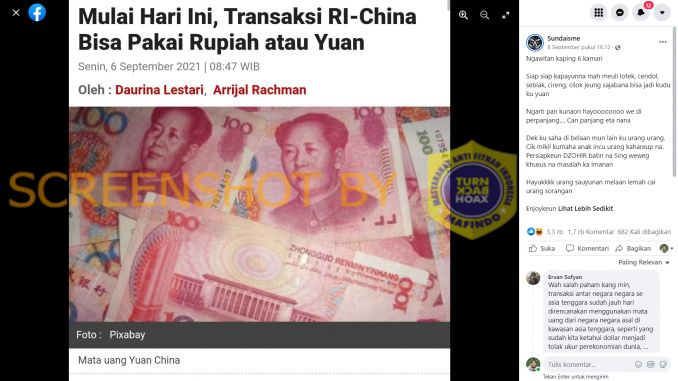 Mulai Hari Ini, Transaksi RI-China
Bisa Pakai Rupiah atau Yuan
Senin, 6 September 2021 | 08:47 WIB
Oleh : Daurina Lestari, Arrijal Rachman
100
100
100
ZHONGGUO RENMIN YINHANG
100
SCREENSHOT BY
MASYARAKAT ANTI FITNAH INDONESIA
TURN
BACK
HOAX
MAFINDO
Foto : Pixabay
Mata uang Yuan China
12
Sundaisme
8 September pukul 16.12
Ngawitan kaping 6 kamari
Siap siap kapayunna mah meuli lotek, cendol,
seblak, cireng, cilok jeung sajabana bisa jadi kudu
ku yuan
Ngarti pan kunaon hayoooooooo we di
perpanjang.... Can panjang eta nana
Dek ku saha di belaan mun lain ku urang urang.
Cik mikil kumaha anak incu urang kahareup na.
Persiapkeun DZOHIR batin na Sing weweg
khusus na masalah ka imanan
Hayukkkk urang sauyunan melaan lemah cai
urang sorangan
Enjoykeun Lihat Lebih Sedikit
3,3 rb 1,7 rb Komentar 682 Kali dibagikan
Suka Komentari Bagikan
Paling Relevan
Ervan Sofyan
Wah salah paham kang min,
transaksi antar negara negara se
asia tenggara sudah jauh hari
direncanakan menggunakan mata
uang dari negara negara asal di
kawasan asia tenggara, seperti yang
sudah kita ketahui dollar menjadi
tolak ukur perekonomian dunia, ...
Tulis komentar...
Tekan Enter untuk mengirim.